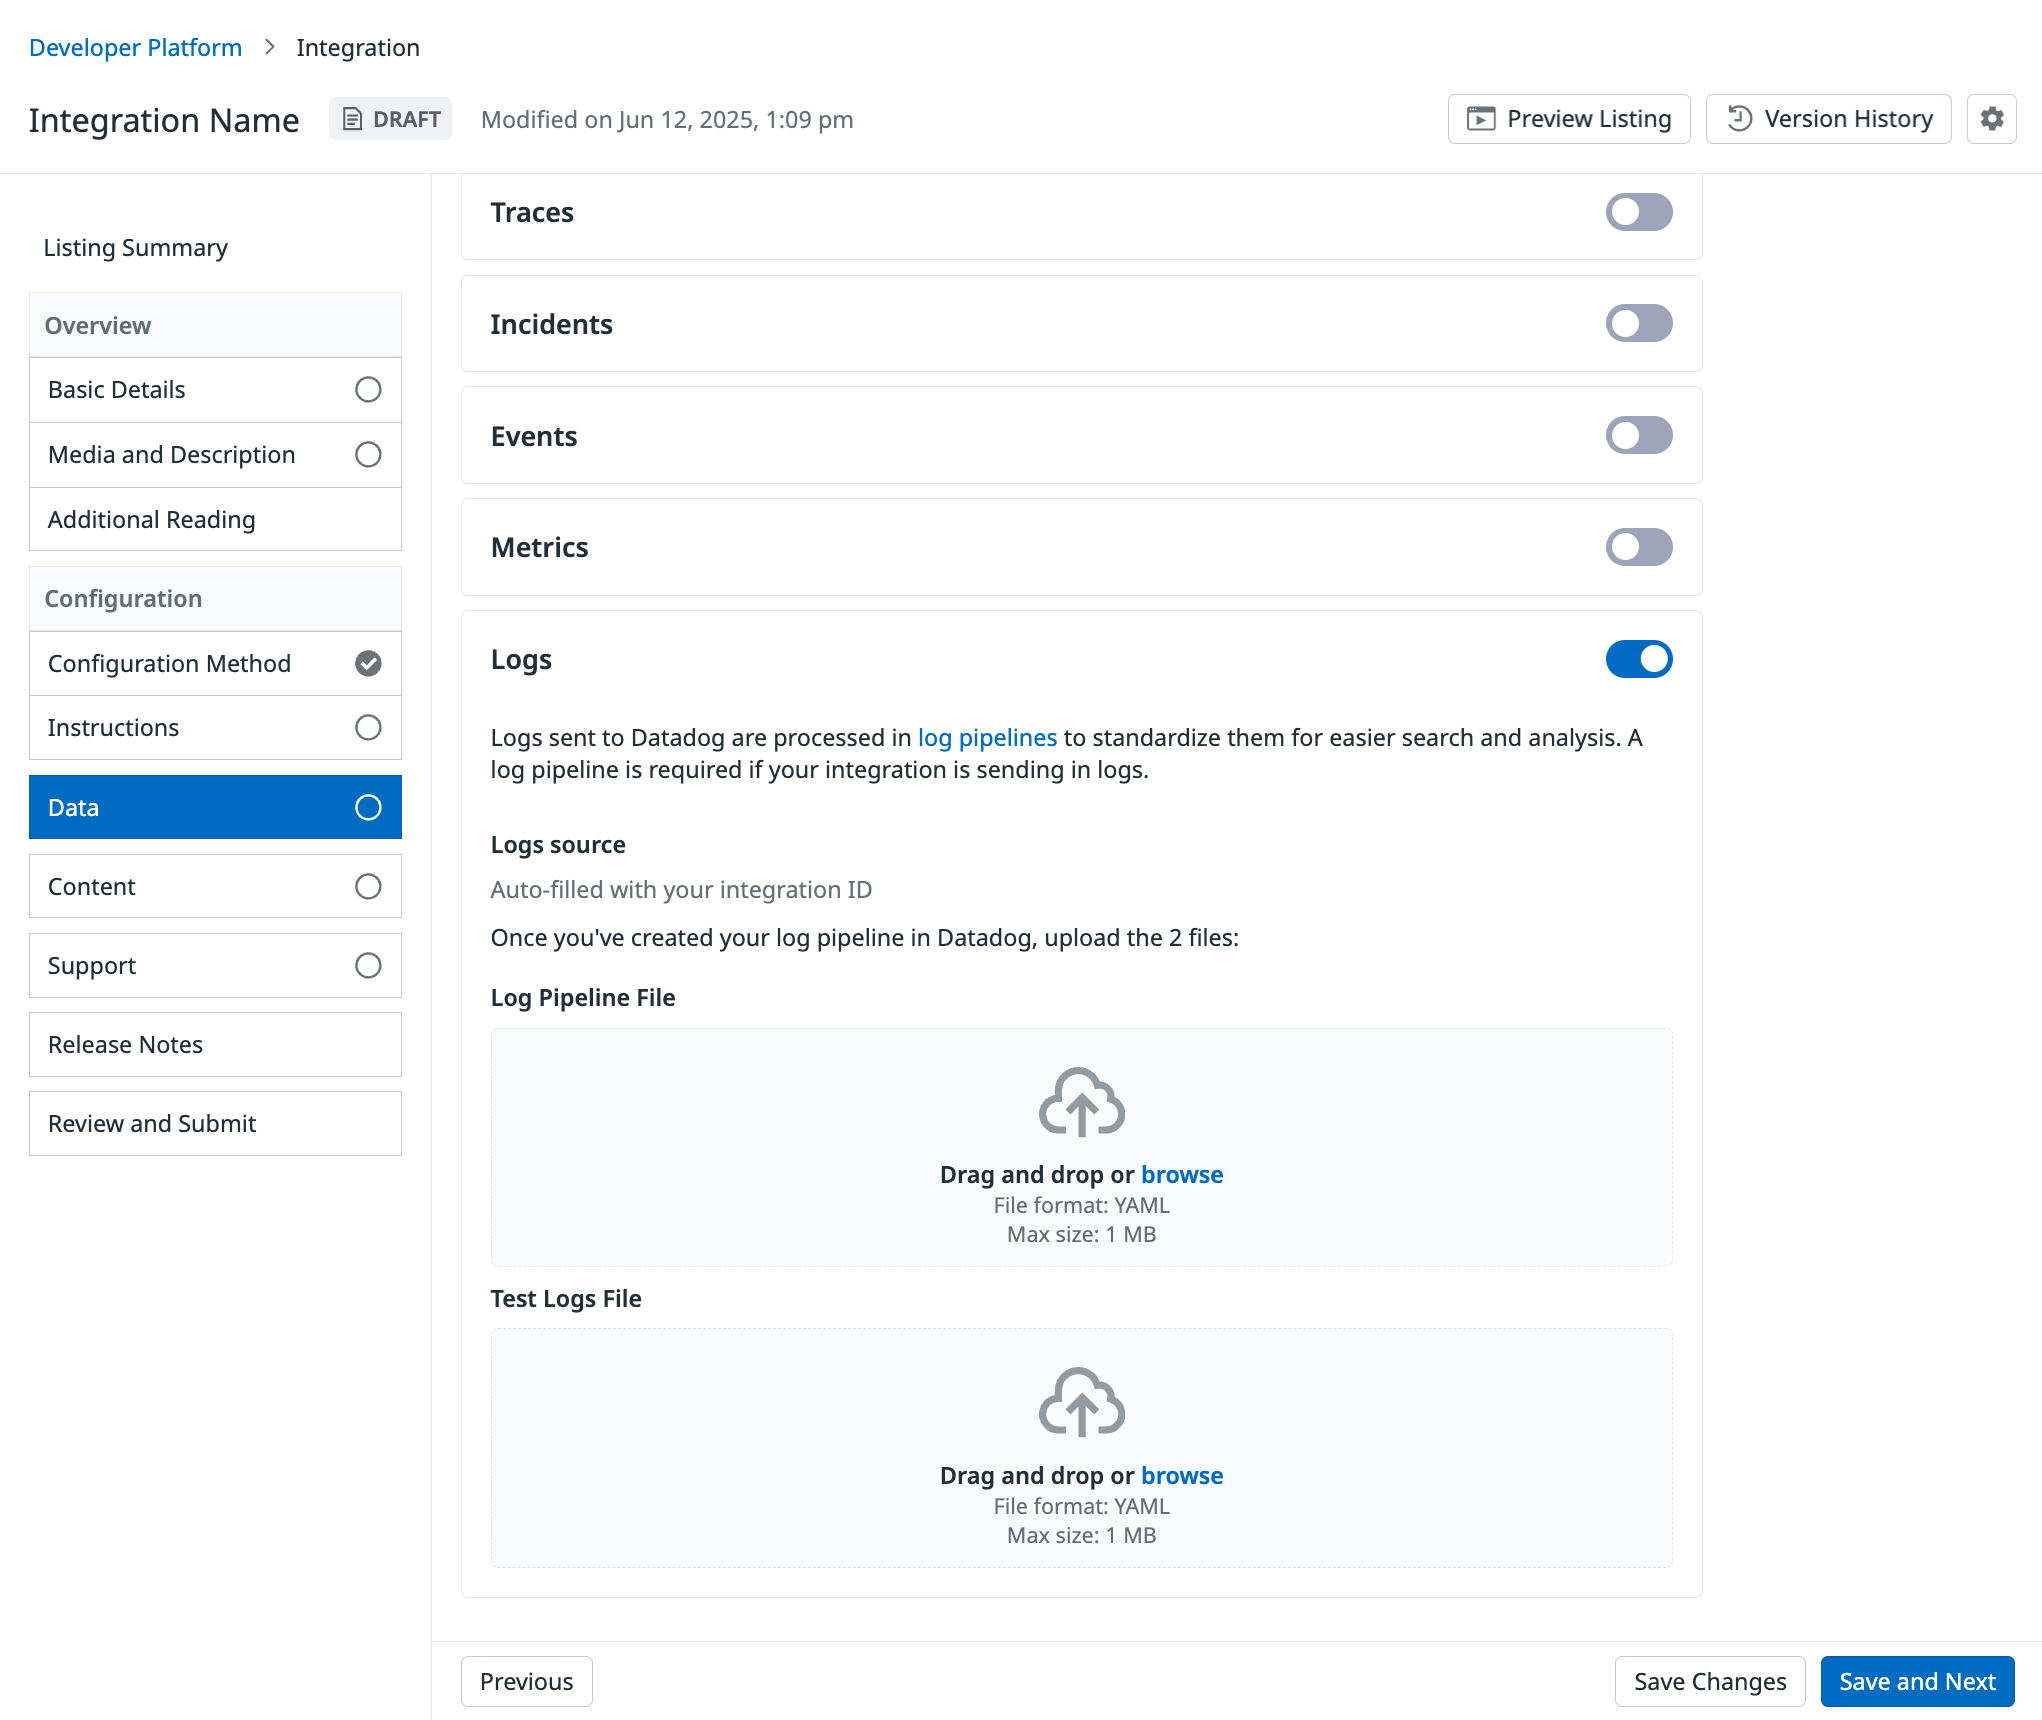 Developer Platform > Integration
Integration Name DRAFT Modified on Jun 12, 2025, 1:09 pm Preview Listing Version History
Listing Summary
Overview
Basic Details
Media and Description
Additional Reading
Configuration
Configuration Method
Instructions
Data
Content
Support
Release Notes
Review and Submit
Traces
Incidents
Events
Metrics
Logs
Logs sent to Datadog are processed in log pipelines to standardize them for easier search and analysis. A
log pipeline is required if your integration is sending in logs.
Logs source
Auto-filled with your integration ID
Once you've created your log pipeline in Datadog, upload the 2 files:
Log Pipeline File
Drag and drop or browse
File format: YAML
Max size: 1 MB
Test Logs File
Drag and drop or browse
File format: YAML
Max size: 1 MB
Previous Save Changes Save and Next